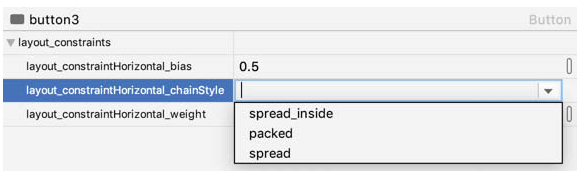 button3 Button
layout_constraints
layout_constraintHorizontal_bias 0.5
layout_constraintHorizontal_chainStyle
layout_constraintHorizontal_weight
spread_inside
packed
spread